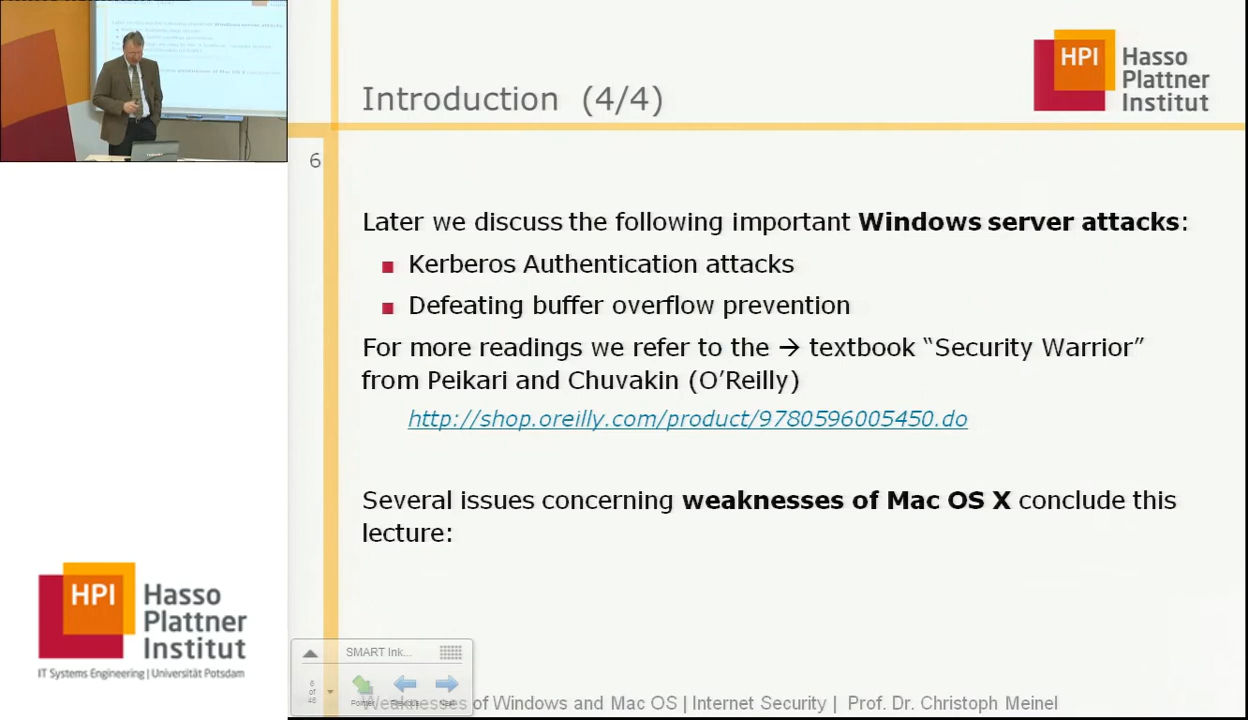 Introduction (4/4)
HPI Hasso
Plattner
Institut
6
Later we discuss the following important Windows server attacks:
Kerberos Authentication attacks
Defeating buffer overflow prevention
For more readings we refer to the → textbook “Security Warrior”
from Peikari and Chuvakin (O’Reilly)
http://shop.oreilly.com/product/9780596005450.do
Several issues concerning weaknesses of Mac OS X conclude this
lecture:
HPI Hasso
Plattner
Institut
IT Systems Engineering | Universität Potsdam
SMART Ink...
6
of
48
Weaknesses of Windows and Mac OS | Internet Security | Prof. Dr. Christoph Meinel